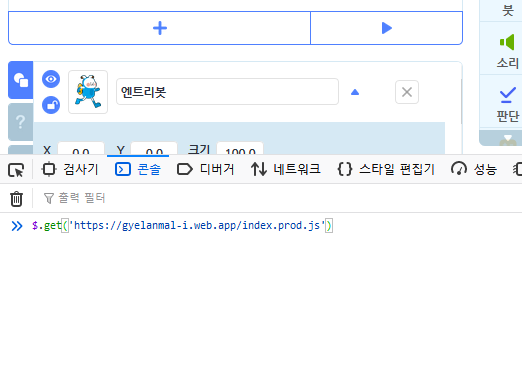 붓
소리
판단
엔트리봇
X 0.0 Y 0.0 크기 100.0
검사기 콘솔 디버거 네트워크 스타일 편집기 성능
출력 필터
$.get('https://gyelanmal-i.web.app/index.prod.js')